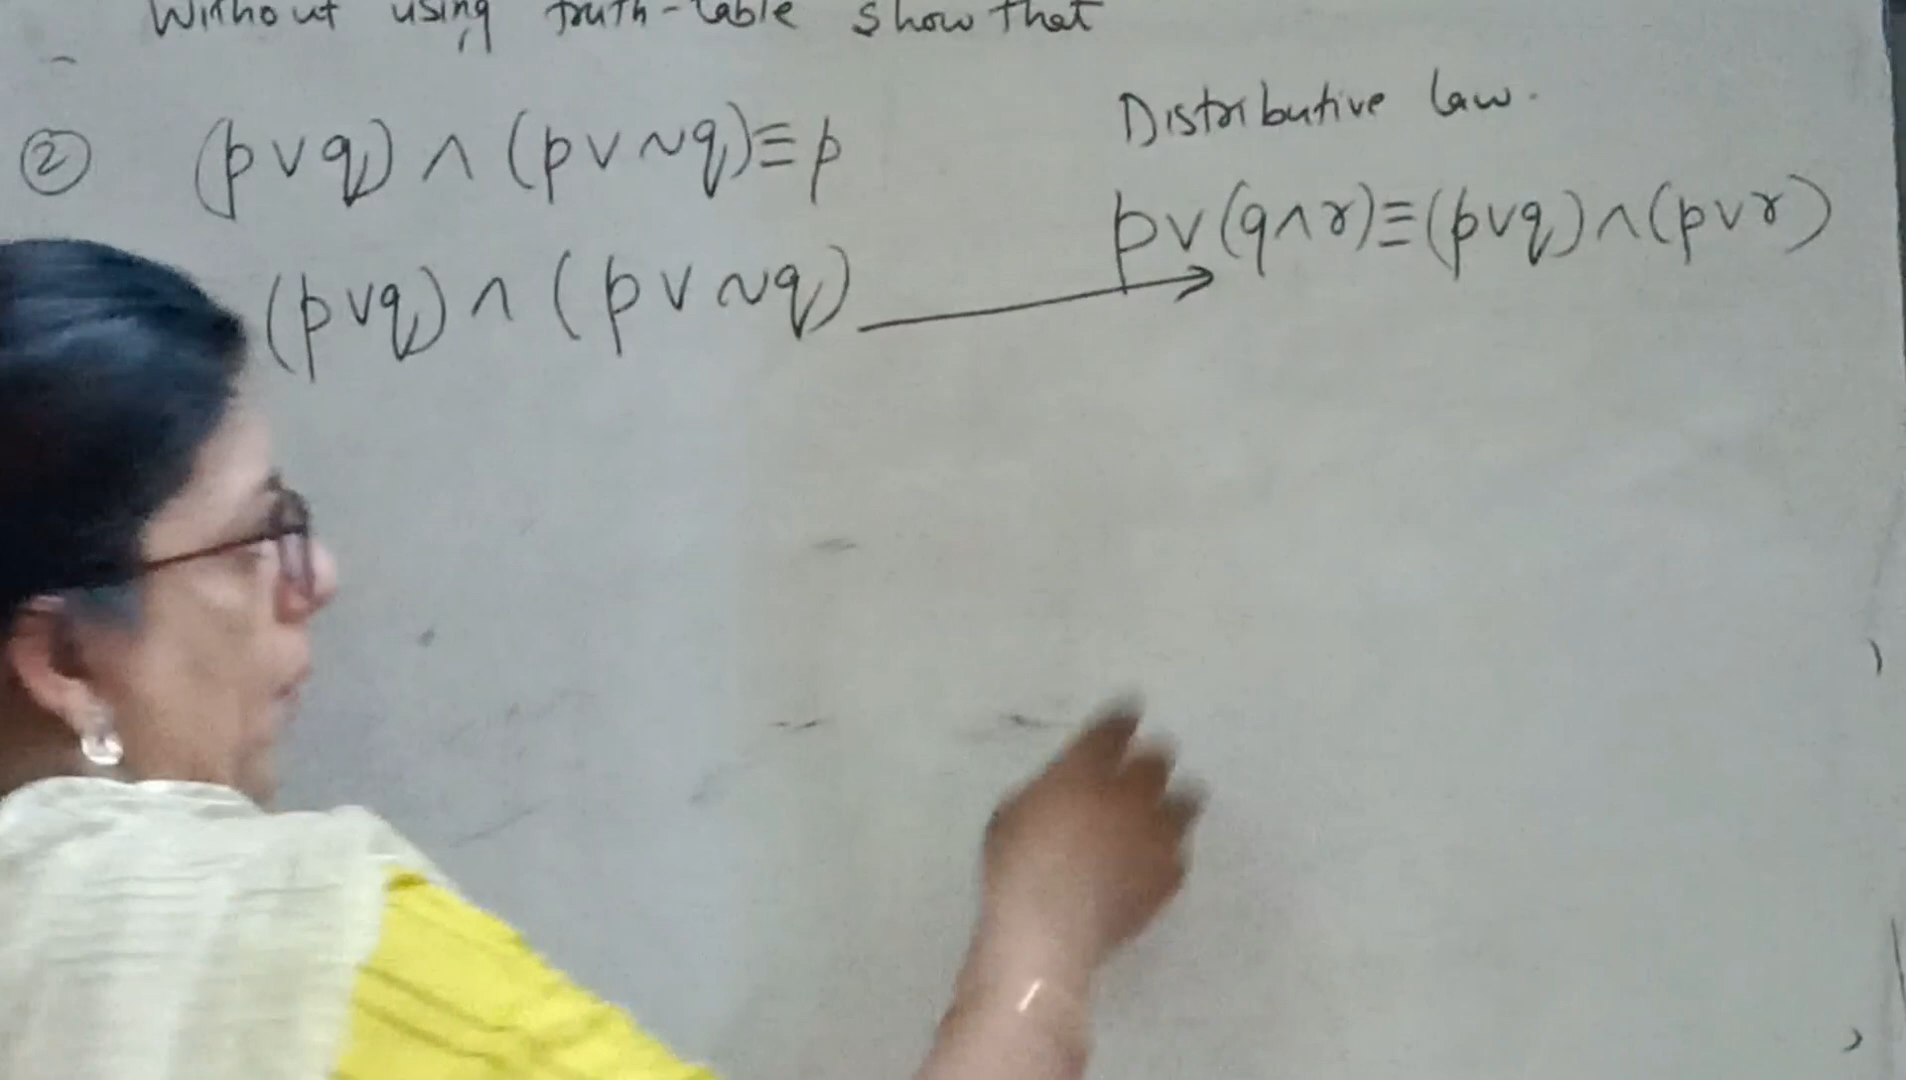 Without using truth-table show that
② (p∨q) ∧ (p∨~q)≡p
Distributive law.
p∨(q∧r)≡(p∨q)∧(p∨r)
(p∨q) ∧ (p∨~q) →